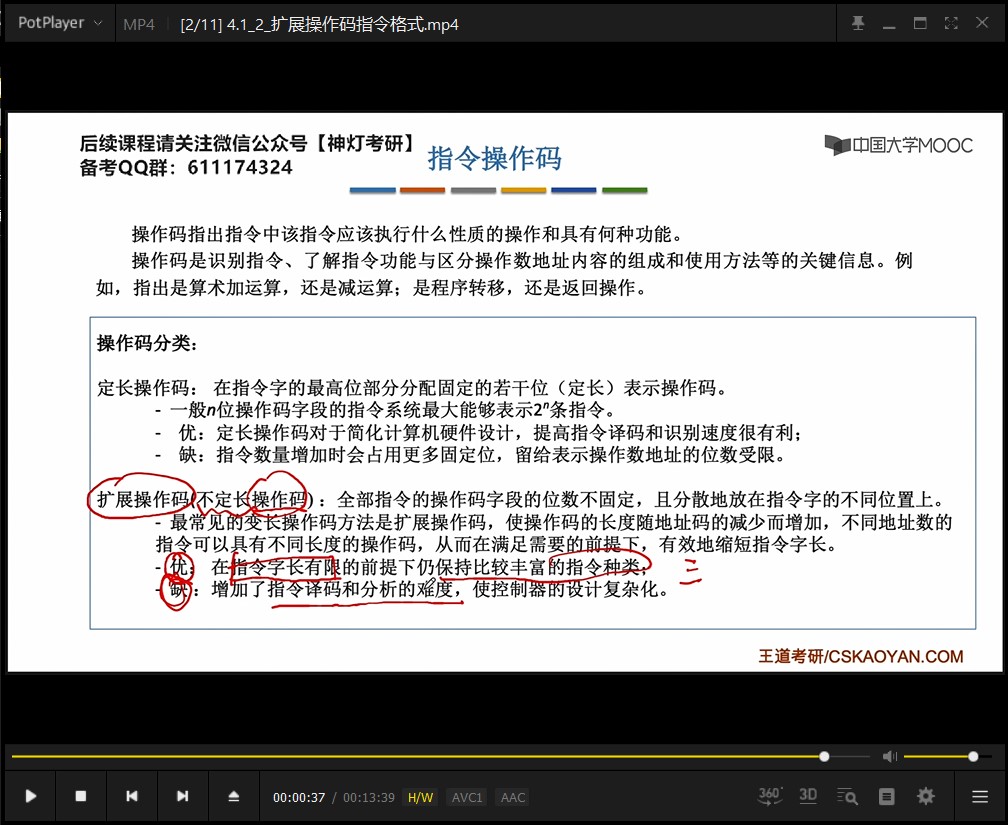 PotPlayer MP4 [2/11] 4.1_2_扩展操作码指令格式.mp4
后续课程请关注微信公众号【神灯考研】
备考QQ群：611174324
指令操作码
中国大学MOOC
操作码指出指令中该指令应该执行什么性质的操作和具有何种功能。
操作码是识别指令、了解指令功能与区分操作数地址内容的组成和使用方法等的关键信息。例
如，指出是算术加运算，还是减运算；是程序转移，还是返回操作。
操作码分类：
定长操作码： 在指令字的最高位部分分配固定的若干位（定长）表示操作码。
- 一般n位操作码字段的指令系统最大能够表示2ⁿ条指令。
- 优：定长操作码对于简化计算机硬件设计，提高指令译码和识别速度很有利；
- 缺：指令数量增加时会占用更多固定位，留给表示操作数地址的位数受限。
扩展操作码(不定长操作码)：全部指令的操作码字段的位数不固定，且分散地放在指令字的不同位置上。
- 最常见的变长操作码方法是扩展操作码，使操作码的长度随地址码的减少而增加，不同地址数的
指令可以具有不同长度的操作码，从而在满足需要的前提下，有效地缩短指令字长。
- 优：在指令字长有限的前提下仍保持比较丰富的指令种类；
- 缺：增加了指令译码和分析的难度，使控制器的设计复杂化。
王道考研/CSKAOYAN.COM
00:00:37 / 00:13:39 H/W AVC1 AAC
360° 3D